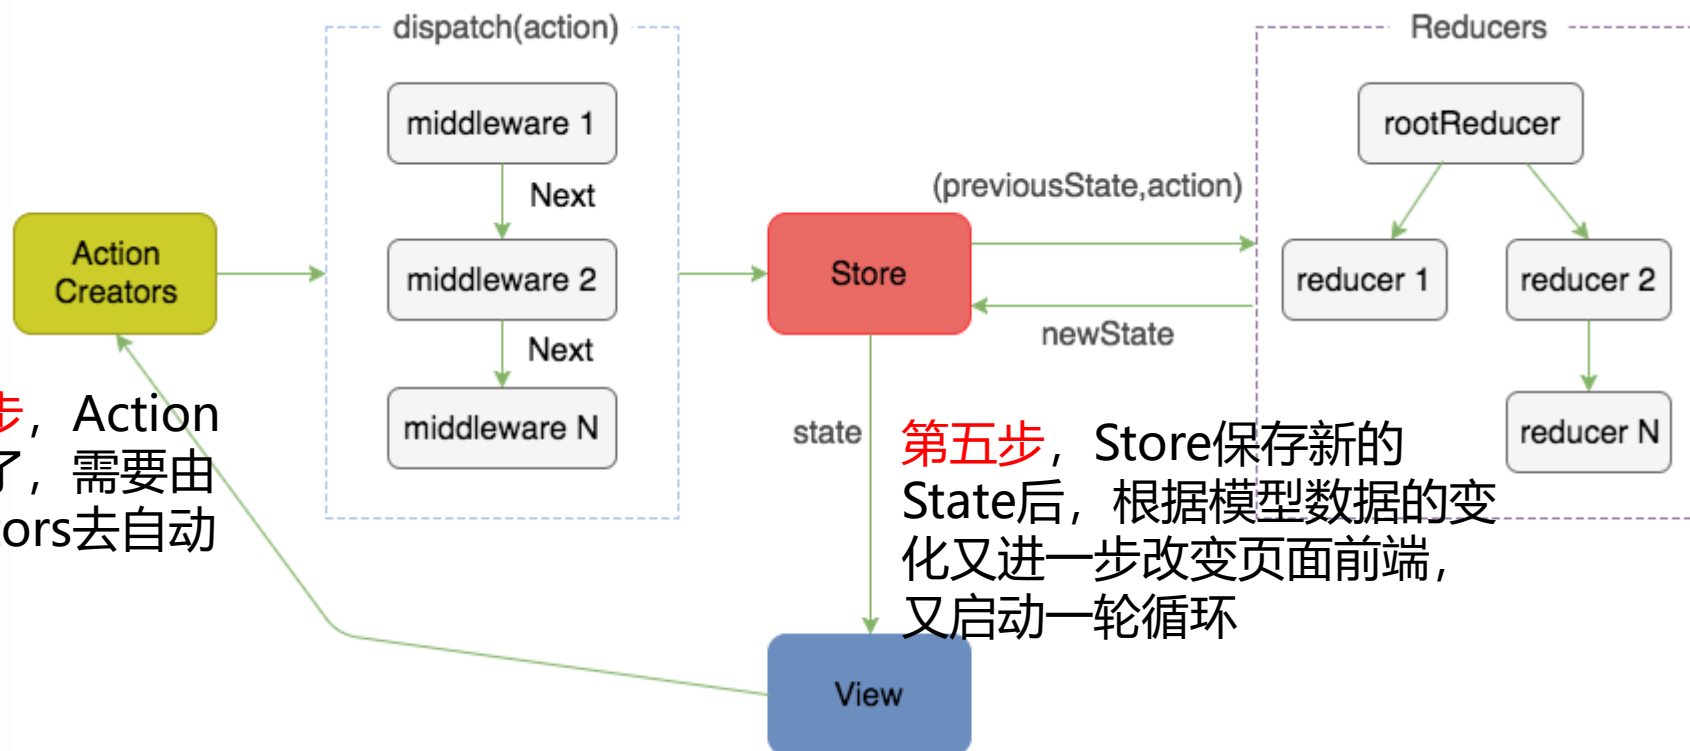 dispatch(action)
Reducers
middleware 1
rootReducer
Next
(previousState,action)
Action
Creators
middleware 2
Store
reducer 1
reducer 2
newState
Next
middleware N
state
reducer N
步，Action
了，需要由
tors去自动
第五步，Store保存新的
State后，根据模型数据的变
化又进一步改变页面前端，
又启动一轮循环
View